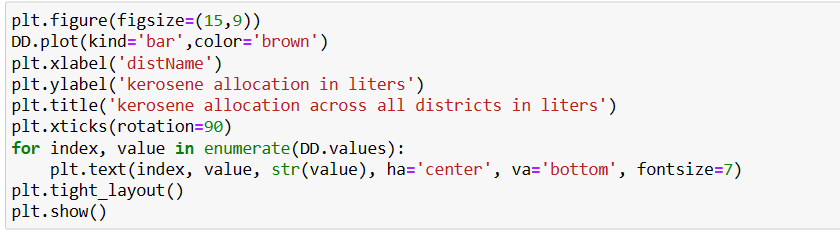 plt.figure(figsize=(15,9))
DD.plot(kind='bar',color='brown')
plt.xlabel('distName')
plt.ylabel('kerosene allocation in liters')
plt.title('kerosene allocation across all districts in liters')
plt.xticks(rotation=90)
for index, value in enumerate(DD.values):
    plt.text(index, value, str(value), ha='center', va='bottom', fontsize=7)
plt.tight_layout()
plt.show()